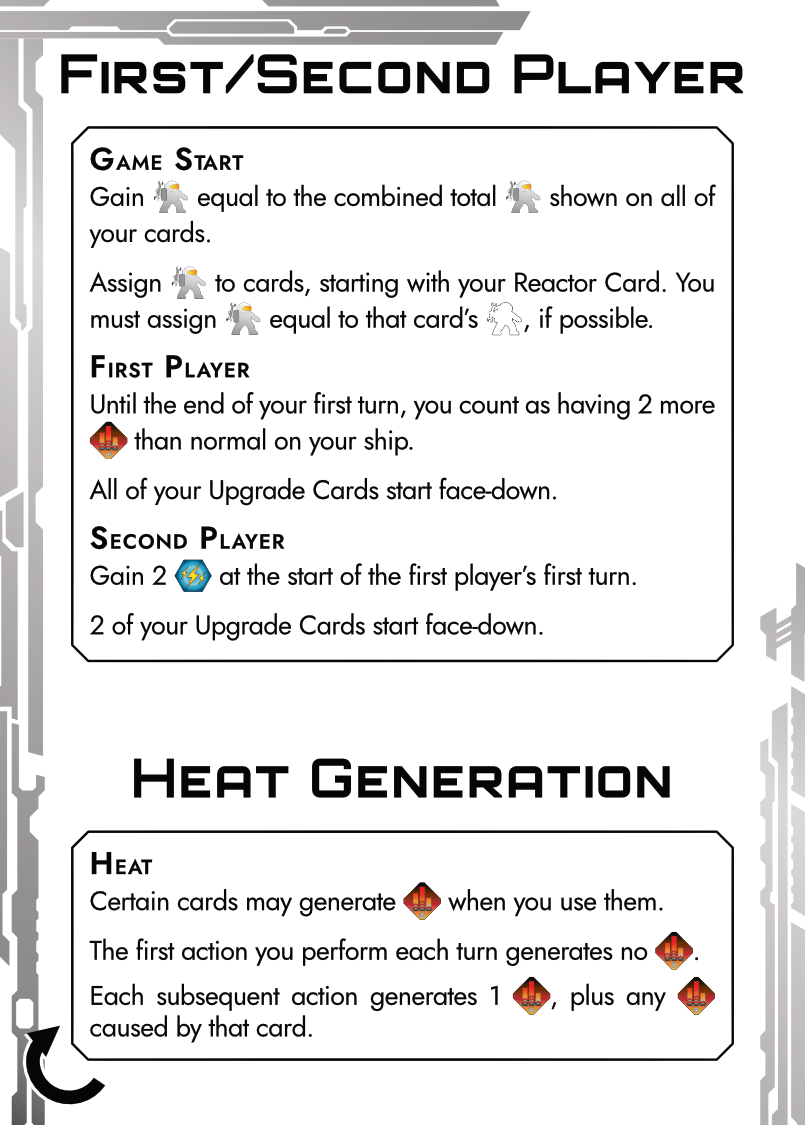 First/Second Player
Game Start
Gain equal to the combined total shown on all of
your cards.
Assign to cards, starting with your Reactor Card. You
must assign equal to that card's , if possible.
First Player
Until the end of your first turn, you count as having 2 more
than normal on your ship.
All of your Upgrade Cards start face-down.
Second Player
Gain 2 at the start of the first player's first turn.
2 of your Upgrade Cards start face-down.
Heat Generation
Heat
Certain cards may generate when you use them.
The first action you perform each turn generates no .
Each subsequent action generates 1 , plus any
caused by that card.